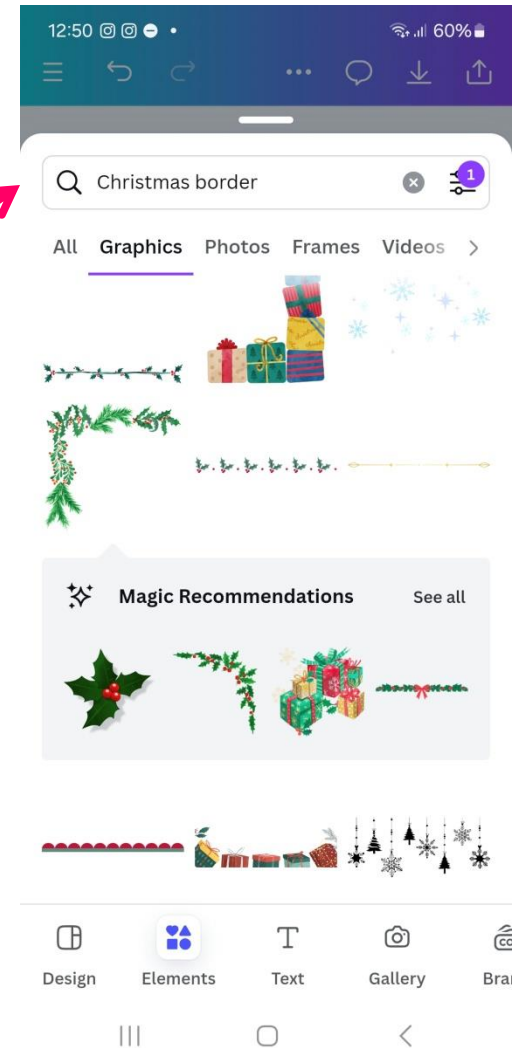 12:50 60%
Christmas border 1
All Graphics Photos Frames Videos
Magic Recommendations See all
Design Elements Text Gallery Bra